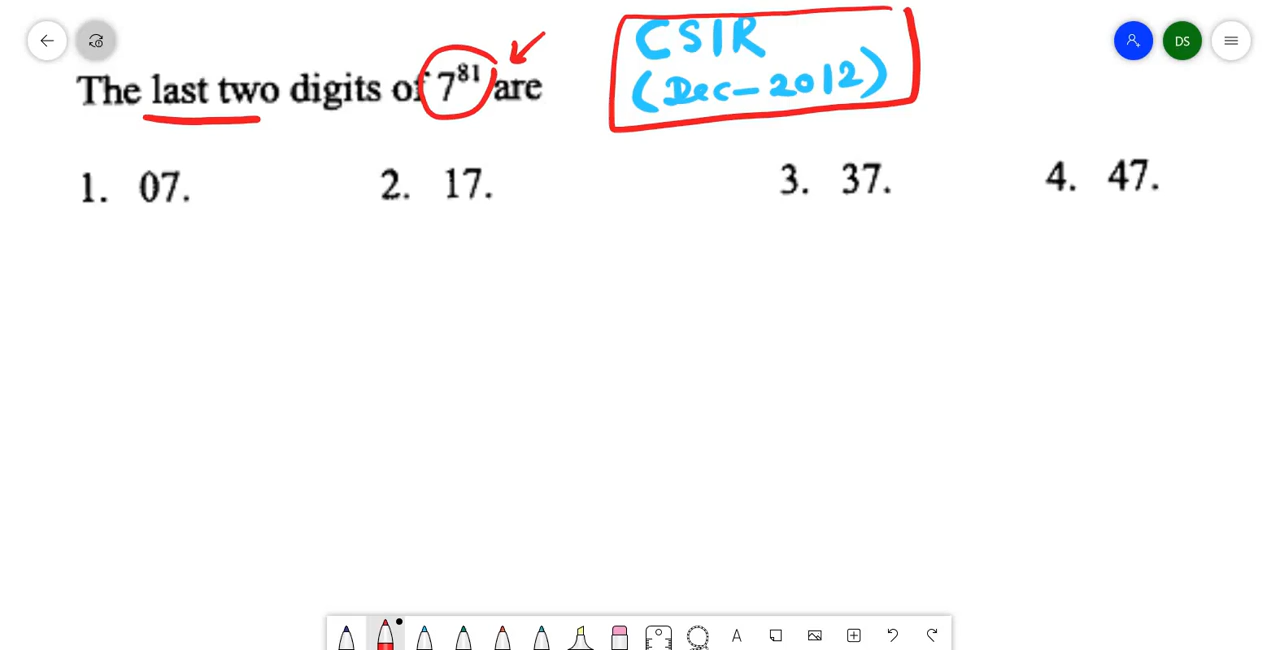 CSIR
(Dec-2012)
DS
The last two digits of 7^81 are
1. 07. 2. 17. 3. 37. 4. 47.
A